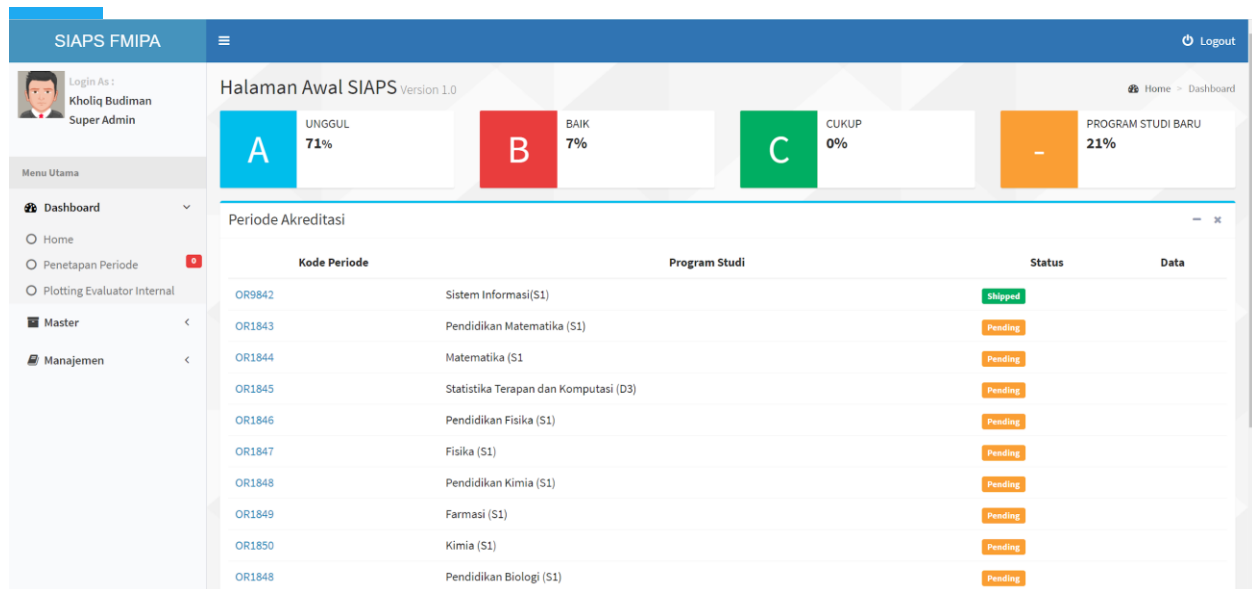 SIAPS FMIPA
Logout
Login As :
Kholiq Budiman
Super Admin
Menu Utama
Dashboard
Home
Penetapan Periode 0
Plotting Evaluator Internal
Master
Manajemen
Halaman Awal SIAPS Version 1.0
Home > Dashboard
A UNGGUL
71%
B BAIK
7%
C CUKUP
0%
- PROGRAM STUDI BARU
21%
Periode Akreditasi
Kode Periode Program Studi Status Data
OR9842 Sistem Informasi(S1) Shipped
OR1843 Pendidikan Matematika (S1) Pending
OR1844 Matematika (S1 Pending
OR1845 Statistika Terapan dan Komputasi (D3) Pending
OR1846 Pendidikan Fisika (S1) Pending
OR1847 Fisika (S1) Pending
OR1848 Pendidikan Kimia (S1) Pending
OR1849 Farmasi (S1) Pending
OR1850 Kimia (S1) Pending
OR1848 Pendidikan Biologi (S1) Pending